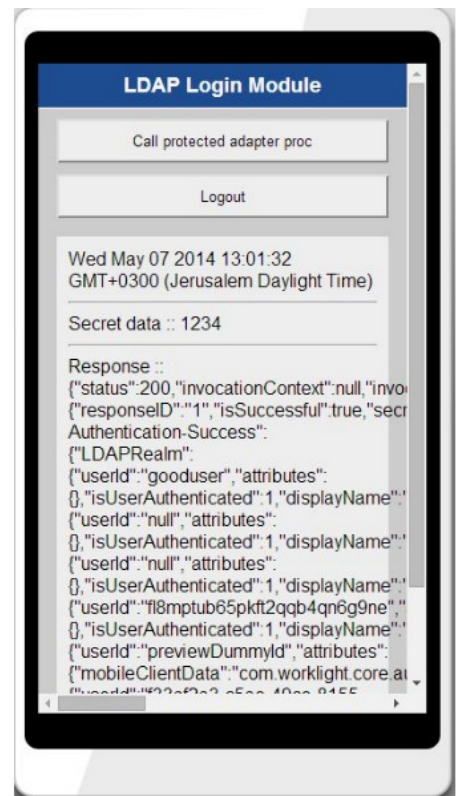 LDAP Login Module
Call protected adapter proc
Logout
Wed May 07 2014 13:01:32
GMT+0300 (Jerusalem Daylight Time)
Secret data :: 1234
Response ::
{"status":200,"invocationContext":null,"invo
{"responseID":"1","isSuccessful":true,"secr
Authentication-Success":
{"LDAPRealm":
{"userId":"gooduser","attributes":
{},"isUserAuthenticated":1,"displayName":"
{"userId":"null","attributes":
{},"isUserAuthenticated":1,"displayName":"
{"userId":"null","attributes":
{},"isUserAuthenticated":1,"displayName":"
{"userId":"fl8mptub65pkft2qqb4qn6g9ne","
{},"isUserAuthenticated":1,"displayName":"
{"userId":"previewDummyId","attributes":
{"mobileClientData":"com.worklight.core.au